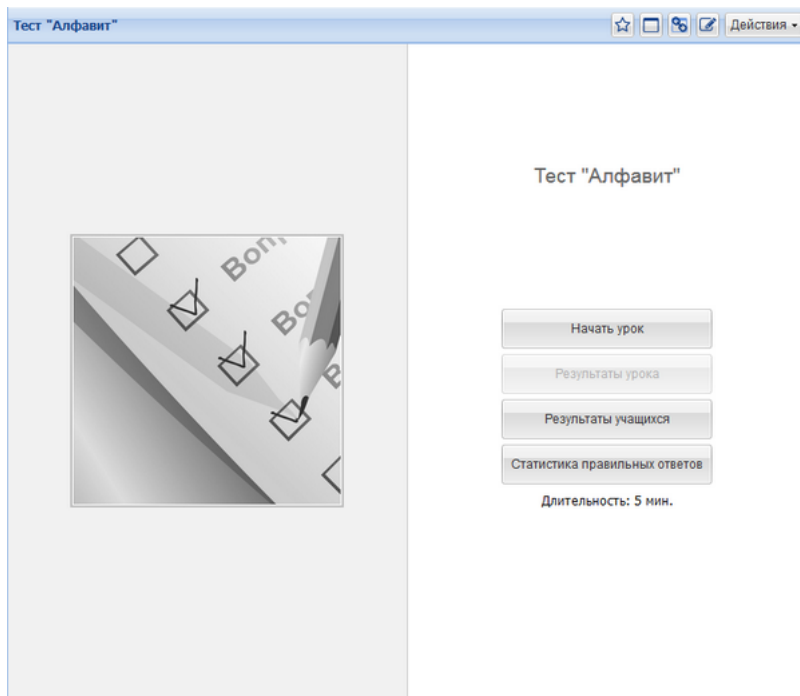 Тест "Алфавит"
Действия
Тест "Алфавит"
Начать урок
Результаты урока
Результаты учащихся
Статистика правильных ответов
Длительность: 5 мин.